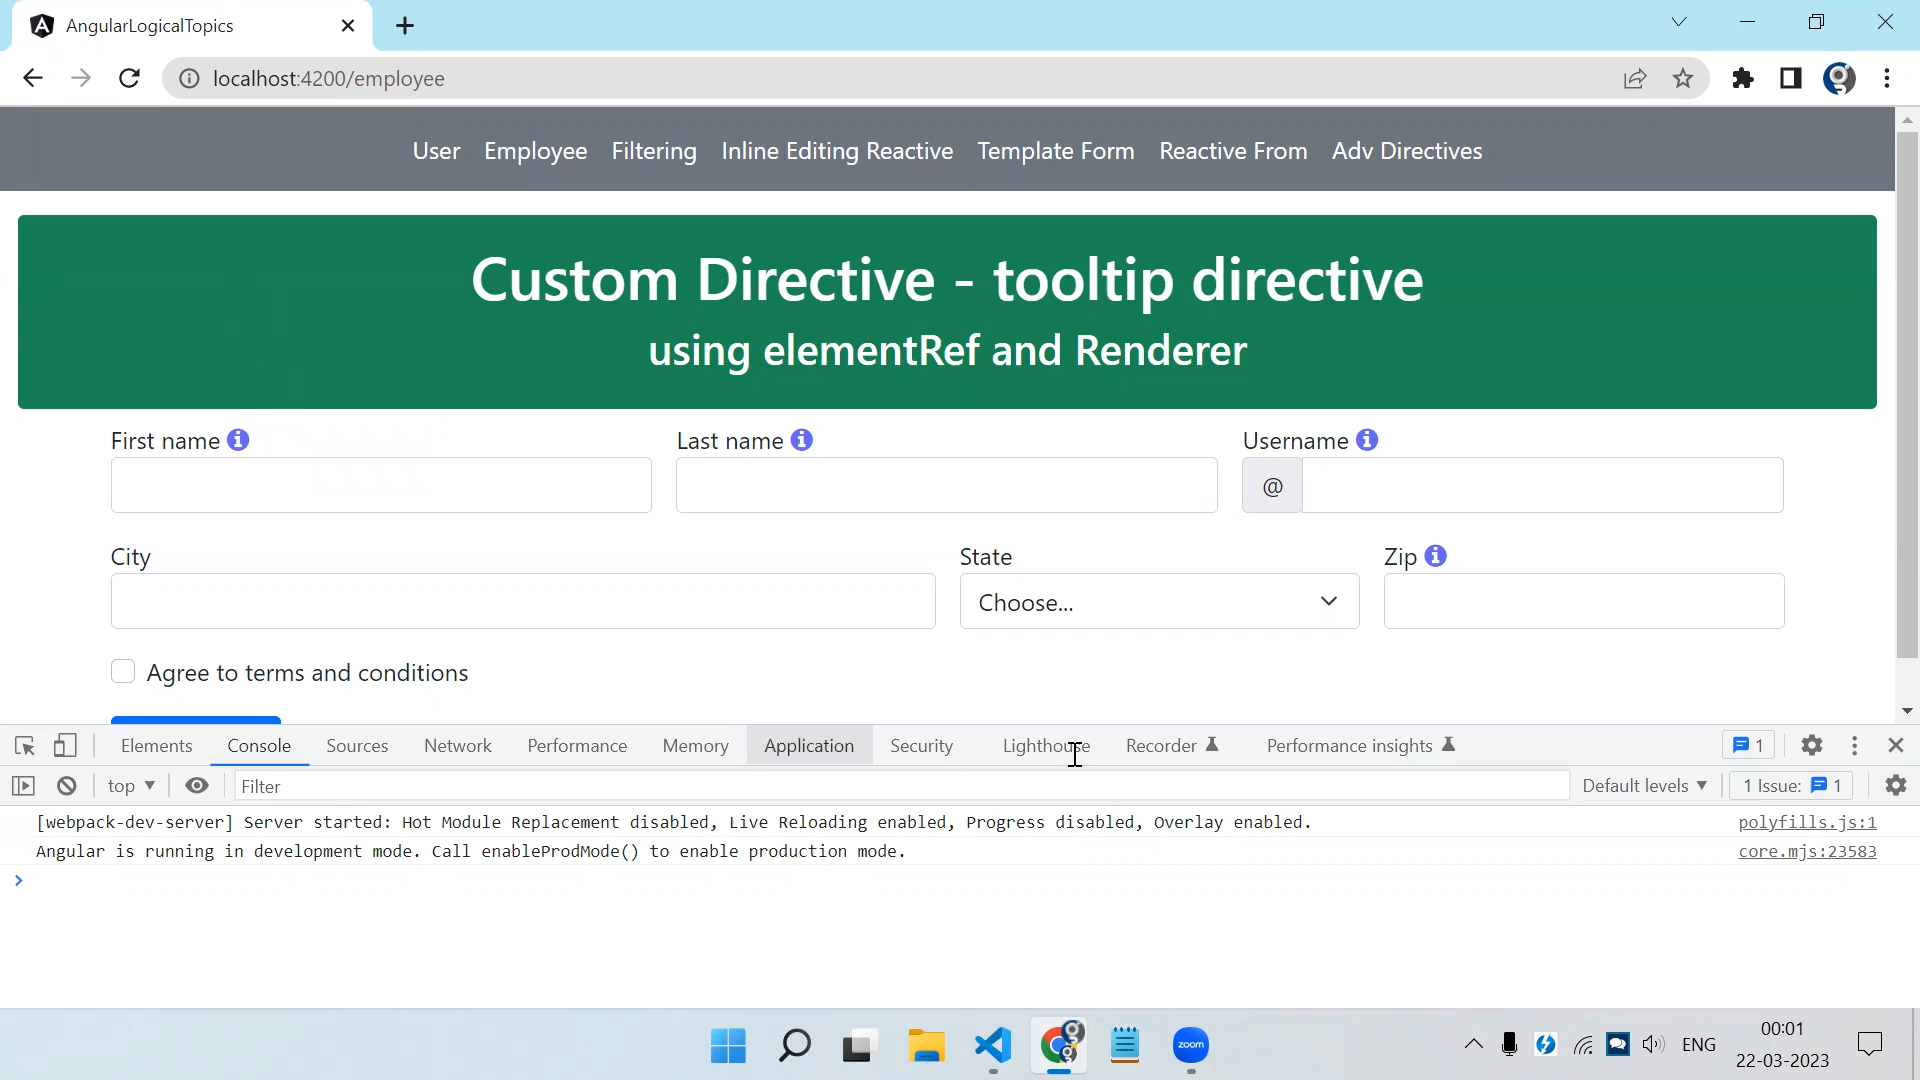 AngularLogicalTopics
localhost:4200/employee
User Employee Filtering Inline Editing Reactive Template Form Reactive From Adv Directives
Custom Directive - tooltip directive
using elementRef and Renderer
First name Last name Username
@
City State Zip
Choose...
Agree to terms and conditions
Elements Console Sources Network Performance Memory Application Security Lighthouse Recorder Performance insights 1
top Filter Default levels 1 Issue: 1
[webpack-dev-server] Server started: Hot Module Replacement disabled, Live Reloading enabled, Progress disabled, Overlay enabled. polyfills.js:1
Angular is running in development mode. Call enableProdMode() to enable production mode. core.mjs:23583
zoom
ENG
00:01
22-03-2023